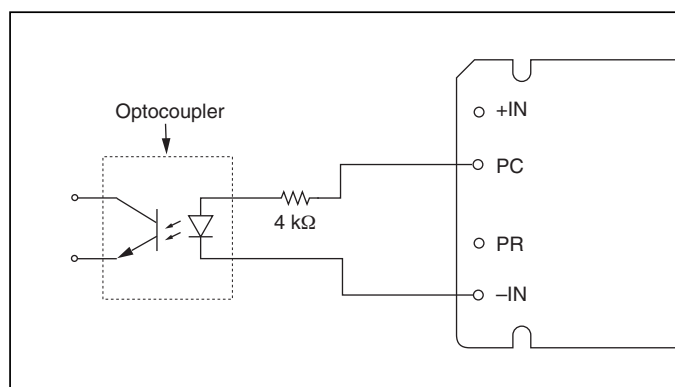 Optocoupler
4 kΩ
+IN
PC
PR
–IN